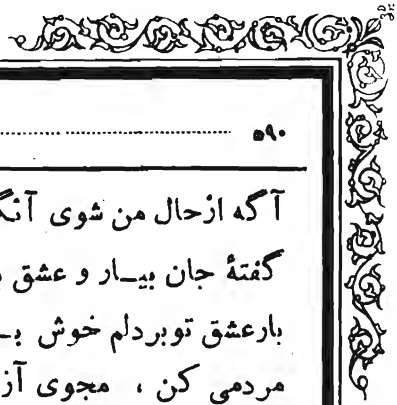 ۵۹۰
آگه ازحال من شوی
گفتهٔ جان بیـار و عشق
بارعشق توبردلم خوش
مردمی کن ، مجوی